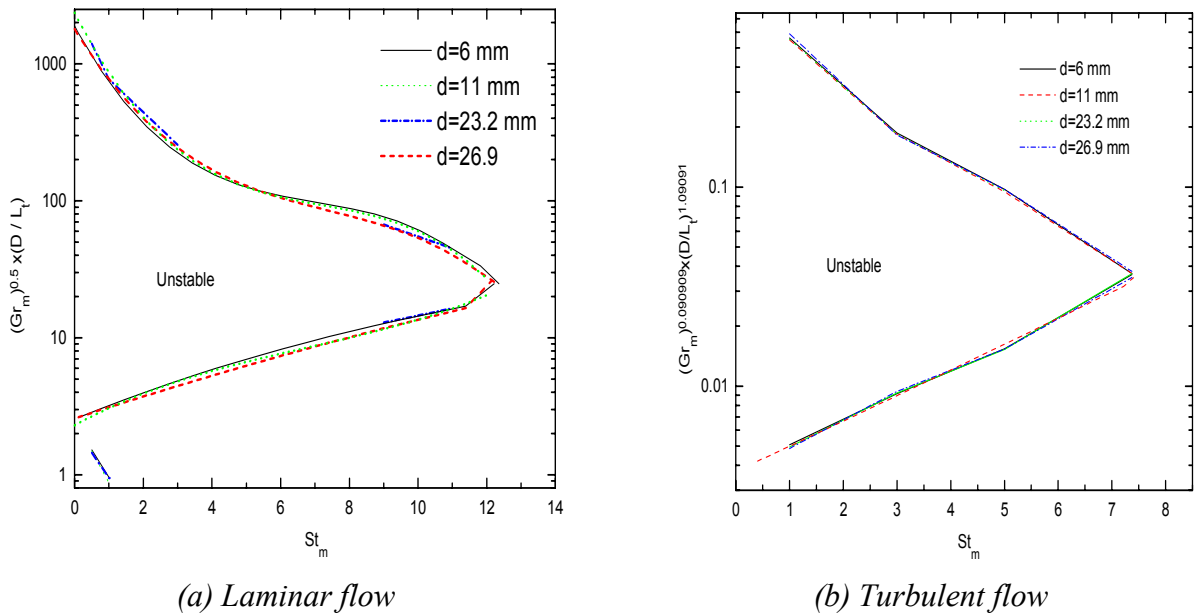 1000
100
10
1
(Gr_m)^0.5 x(D / L_t)
d=6 mm
d=11 mm
d=23.2 mm
d=26.9
Unstable
0 2 4 6 8 10 12 14
St_m
(a) Laminar flow
0.1
0.01
(Gr_m)^0.090909x(D/L_t)^1.09091
d=6 mm
d=11 mm
d=23.2 mm
d=26.9 mm
Unstable
0 1 2 3 4 5 6 7 8
St_m
(b) Turbulent flow